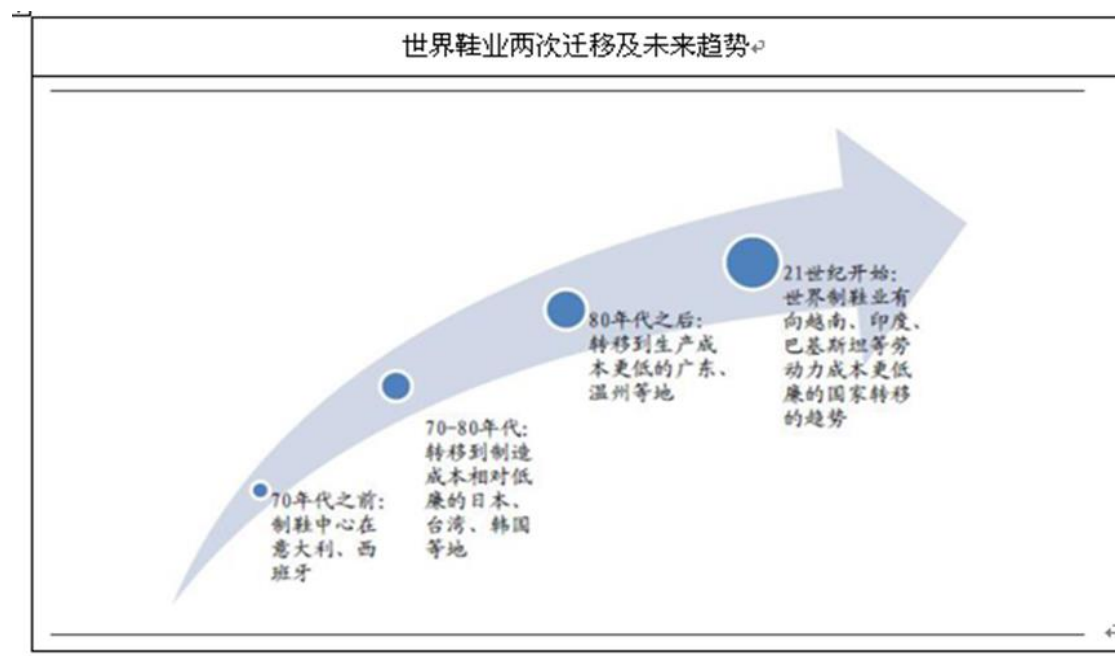 世界鞋业两次迁移及未来趋势
70年代之前：
制鞋中心在
意大利、西
班牙
70-80年代：
转移到制造
成本相对低
廉的日本、
台湾、韩国
等地
80年代之后：
转移到生产成
本更低的广东、
温州等地
21世纪开始：
世界制鞋业有
向越南、印度、
巴基斯坦等劳
动力成本更低
廉的国家转移
的趋势